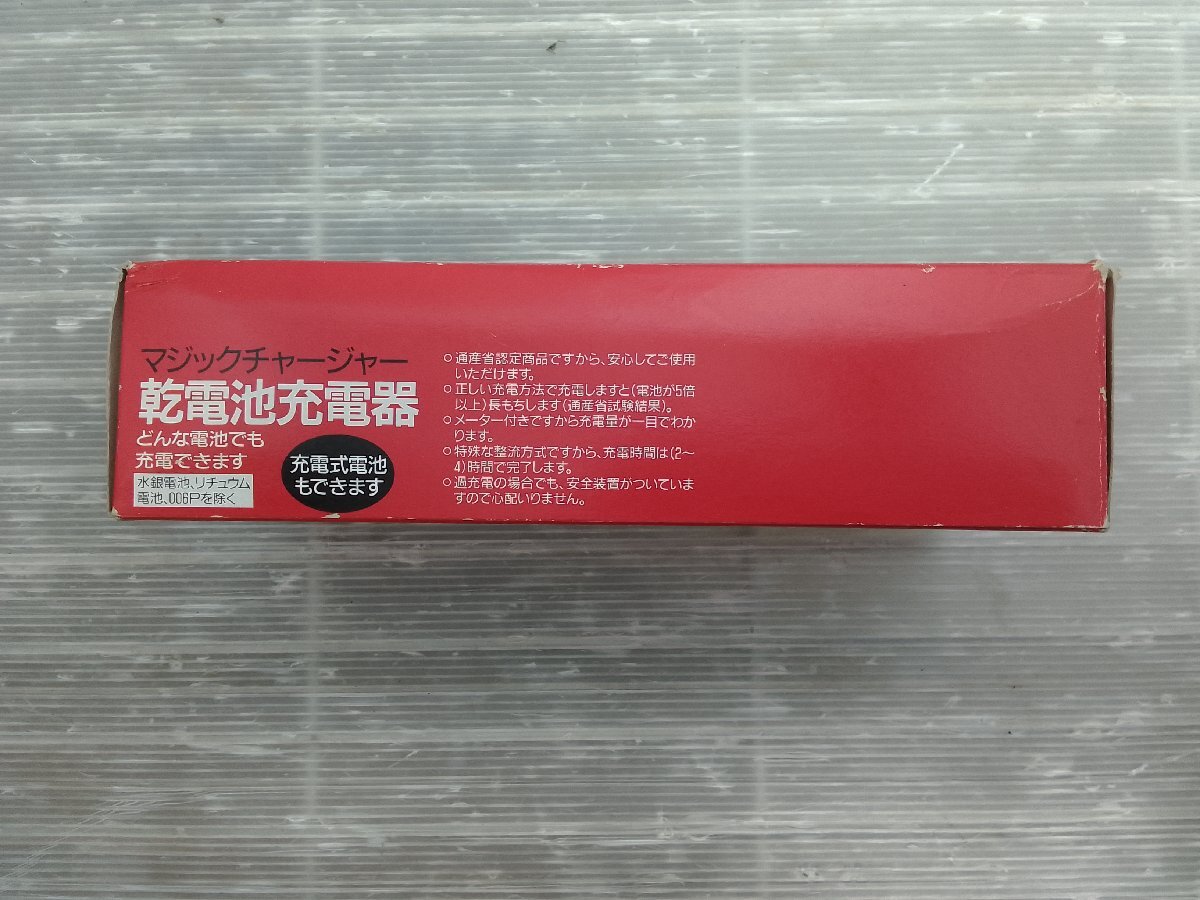 マジックチャージャー
乾電池充電器
どんな電池でも
充電できます
水銀電池、リチュウム
電池、006Pを除く
充電式電池
もできます
○通産省認定商品ですから、安心してご使用
いただけます。
○正しい充電方法で充電しますと(電池が5倍
以上)長もちします(通産省試験結果)。
○メーター付きですから充電量が一目でわか
ります。
○特殊な整流方式ですから、充電時間は(2〜
4)時間で完了します。
○過充電の場合でも、安全装置がついていま
すので心配いりません。